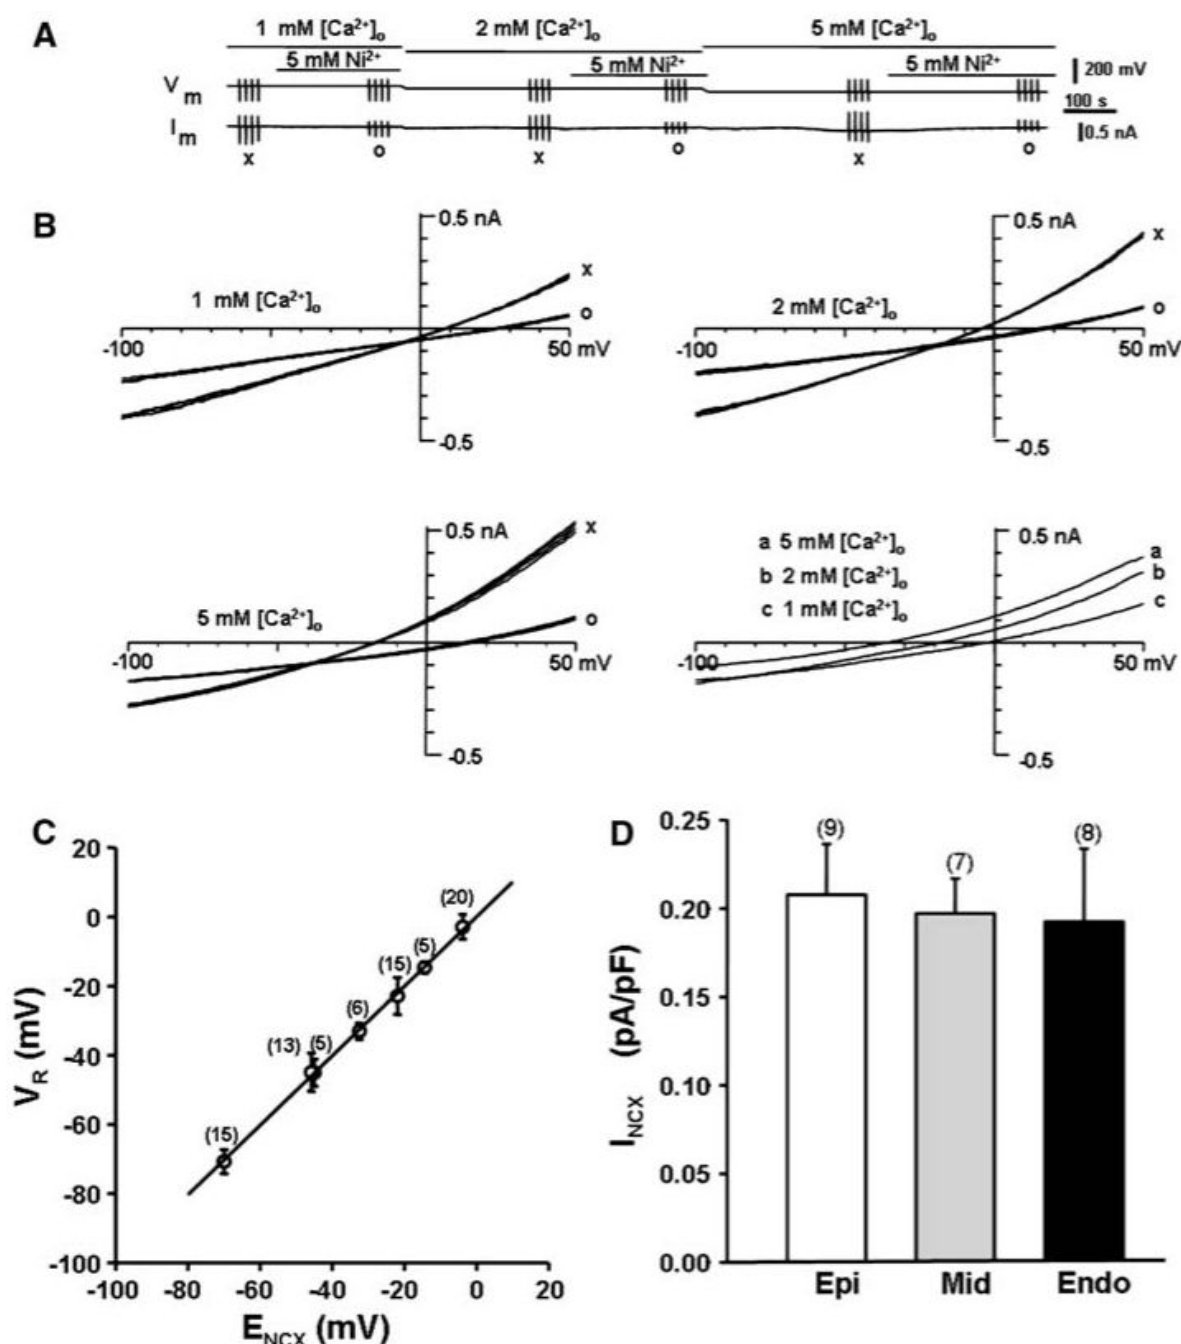 A
1 mM [Ca²⁺]ₒ 2 mM [Ca²⁺]ₒ 5 mM [Ca²⁺]ₒ
5 mM Ni²⁺ 5 mM Ni²⁺ 5 mM Ni²⁺
Vm 200 mV
100 s
Im 0.5 nA
x o x o x o
B
0.5 nA 0.5 nA
x x
1 mM [Ca²⁺]ₒ o 2 mM [Ca²⁺]ₒ o
-100 50 mV -100 50 mV
-0.5 -0.5
0.5 nA x 0.5 nA
a 5 mM [Ca²⁺]ₒ a
b 2 mM [Ca²⁺]ₒ b
c 1 mM [Ca²⁺]ₒ c
5 mM [Ca²⁺]ₒ o
-100 50 mV -100 50 mV
-0.5 -0.5
C
20
0
-20
-40
-60
-80
-100
VR (mV)
(20)
(5)
(15)
(6)
(13) (5)
(15)
-100 -80 -60 -40 -20 0 20
ENCX (mV)
D
0.25
0.20
0.15
0.10
0.05
0.00
INCX (pA/pF)
(9) (7) (8)
Epi Mid Endo